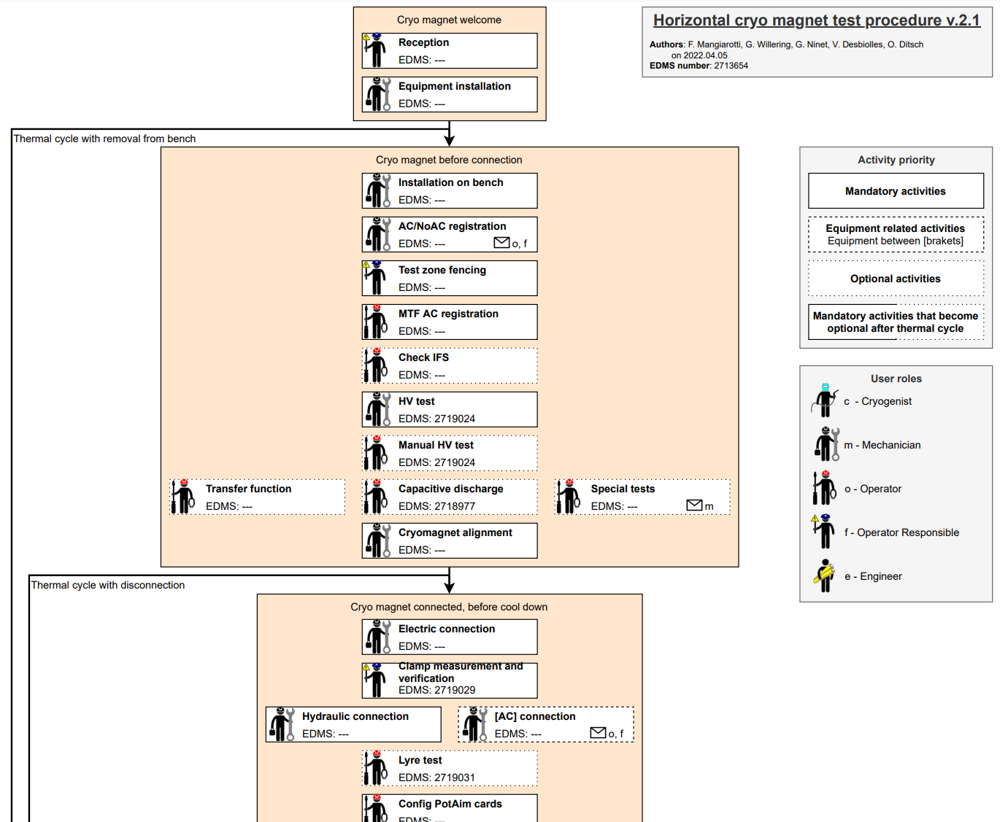 Cryo magnet welcome
Reception
EDMS: ---
Equipment installation
EDMS: ---
Horizontal cryo magnet test procedure v.2.1
Authors: F. Mangiarotti, G. Willering, G. Ninet, V. Desbiolles, O. Ditsch
on 2022.04.05
EDMS number: 2713654
Thermal cycle with removal from bench
Cryo magnet before connection
Installation on bench
EDMS: ---
AC/NoAC registration
EDMS: --- o, f
Test zone fencing
EDMS: ---
MTF AC registration
EDMS: ---
Check IFS
EDMS: ---
HV test
EDMS: 2719024
Manual HV test
EDMS: 2719024
Transfer function
EDMS: ---
Capacitive discharge
EDMS: 2718977
Special tests
EDMS: --- m
Cryomagnet alignment
EDMS: ---
Activity priority
Mandatory activities
Equipment related activities
Equipment between [brakets]
Optional activities
Mandatory activities that become
optional after thermal cycle
User roles
c - Cryogenist
m - Mechanician
o - Operator
f - Operator Responsible
e - Engineer
Thermal cycle with disconnection
Cryo magnet connected, before cool down
Electric connection
EDMS: ---
Clamp measurement and
verification
EDMS: 2719029
Hydraulic connection
EDMS: ---
[AC] connection
EDMS: --- o, f
Lyre test
EDMS: 2719031
Config PotAim cards
EDMS: ---